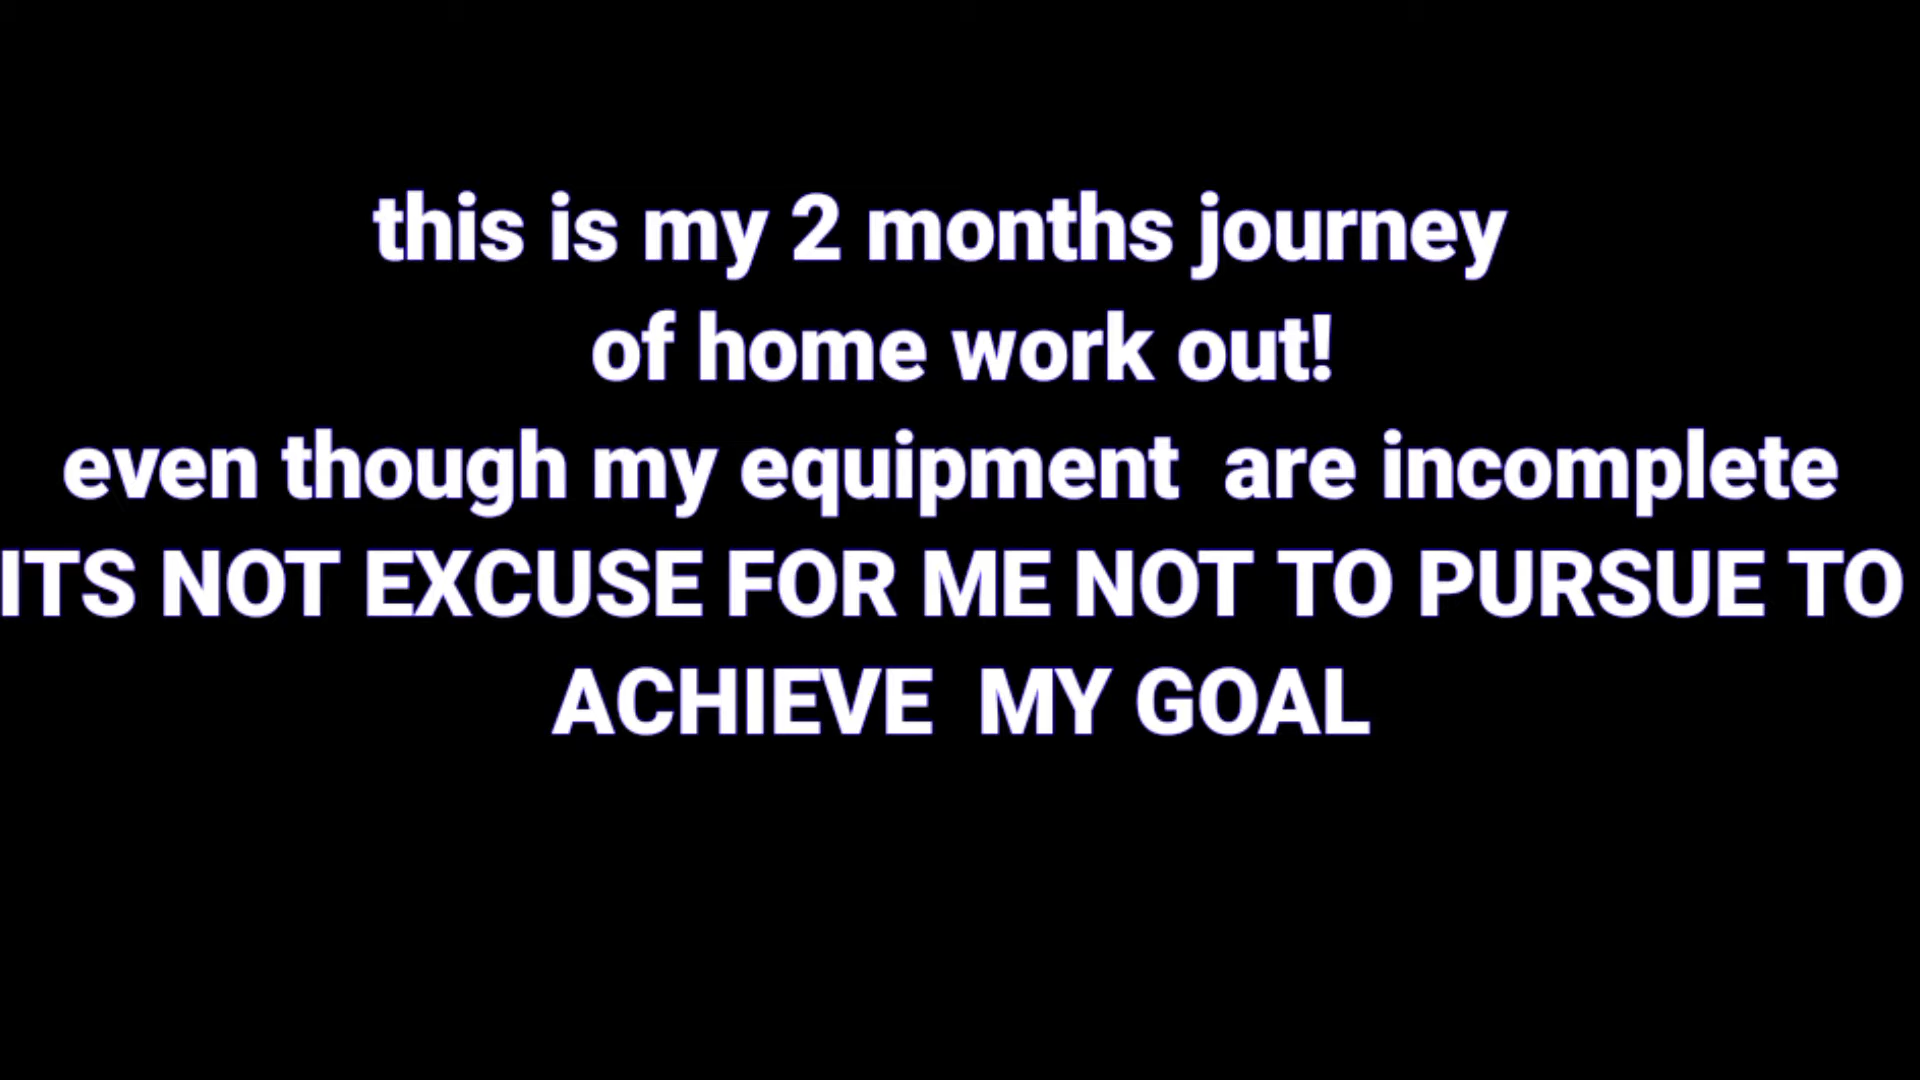 this is my 2 months journey
of home work out!
even though my equipment  are incomplete
ITS NOT EXCUSE FOR ME NOT TO PURSUE TO
ACHIEVE  MY GOAL